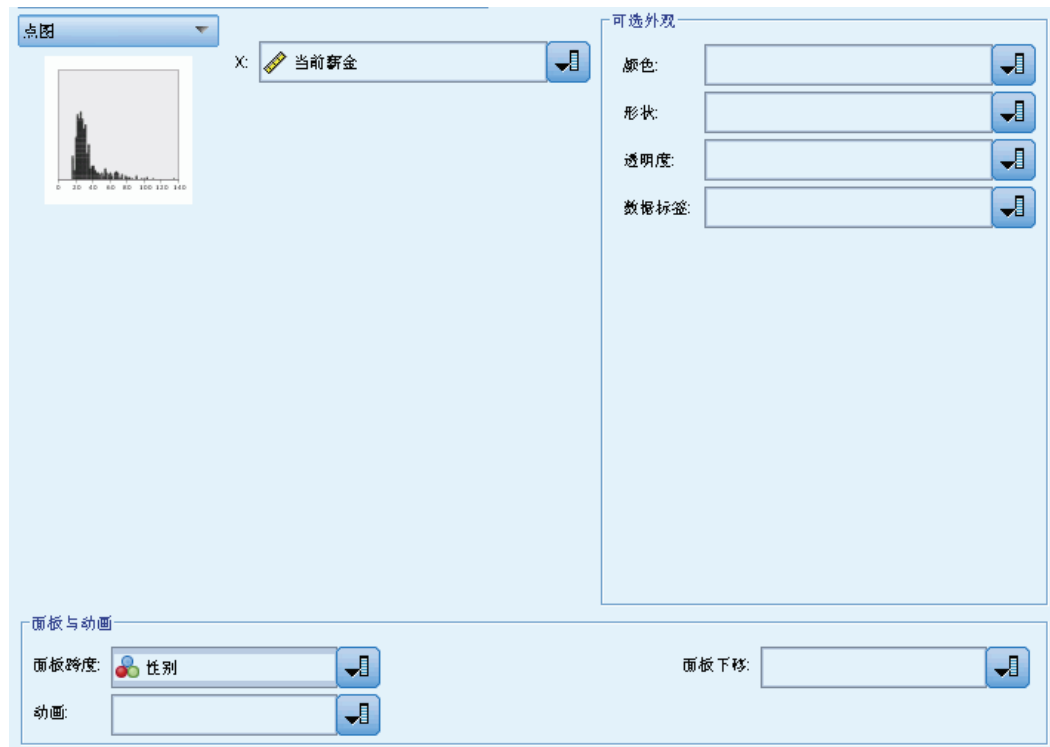 点图
X: 当前薪金
0 20 40 60 80 100 120 140
可选外观
颜色:
形状:
透明度:
数据标签:
面板与动画
面板跨度: 性别
面板下移:
动画: